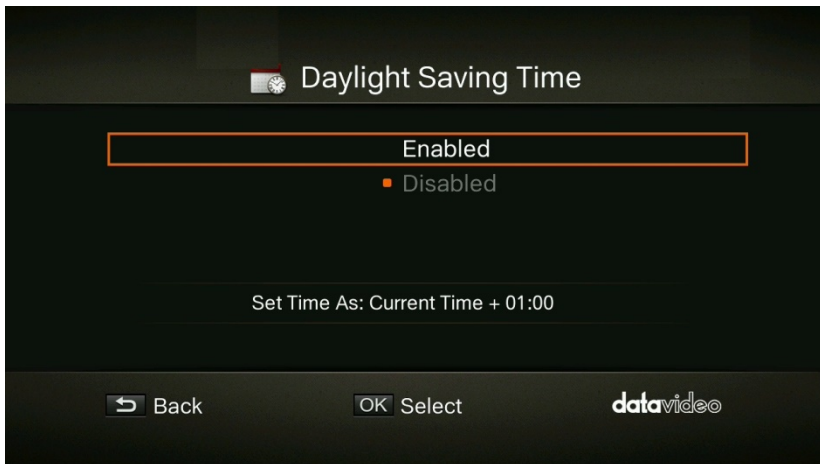 Daylight Saving Time
Enabled
Disabled
Set Time As: Current Time + 01:00
Back OK Select datavideo